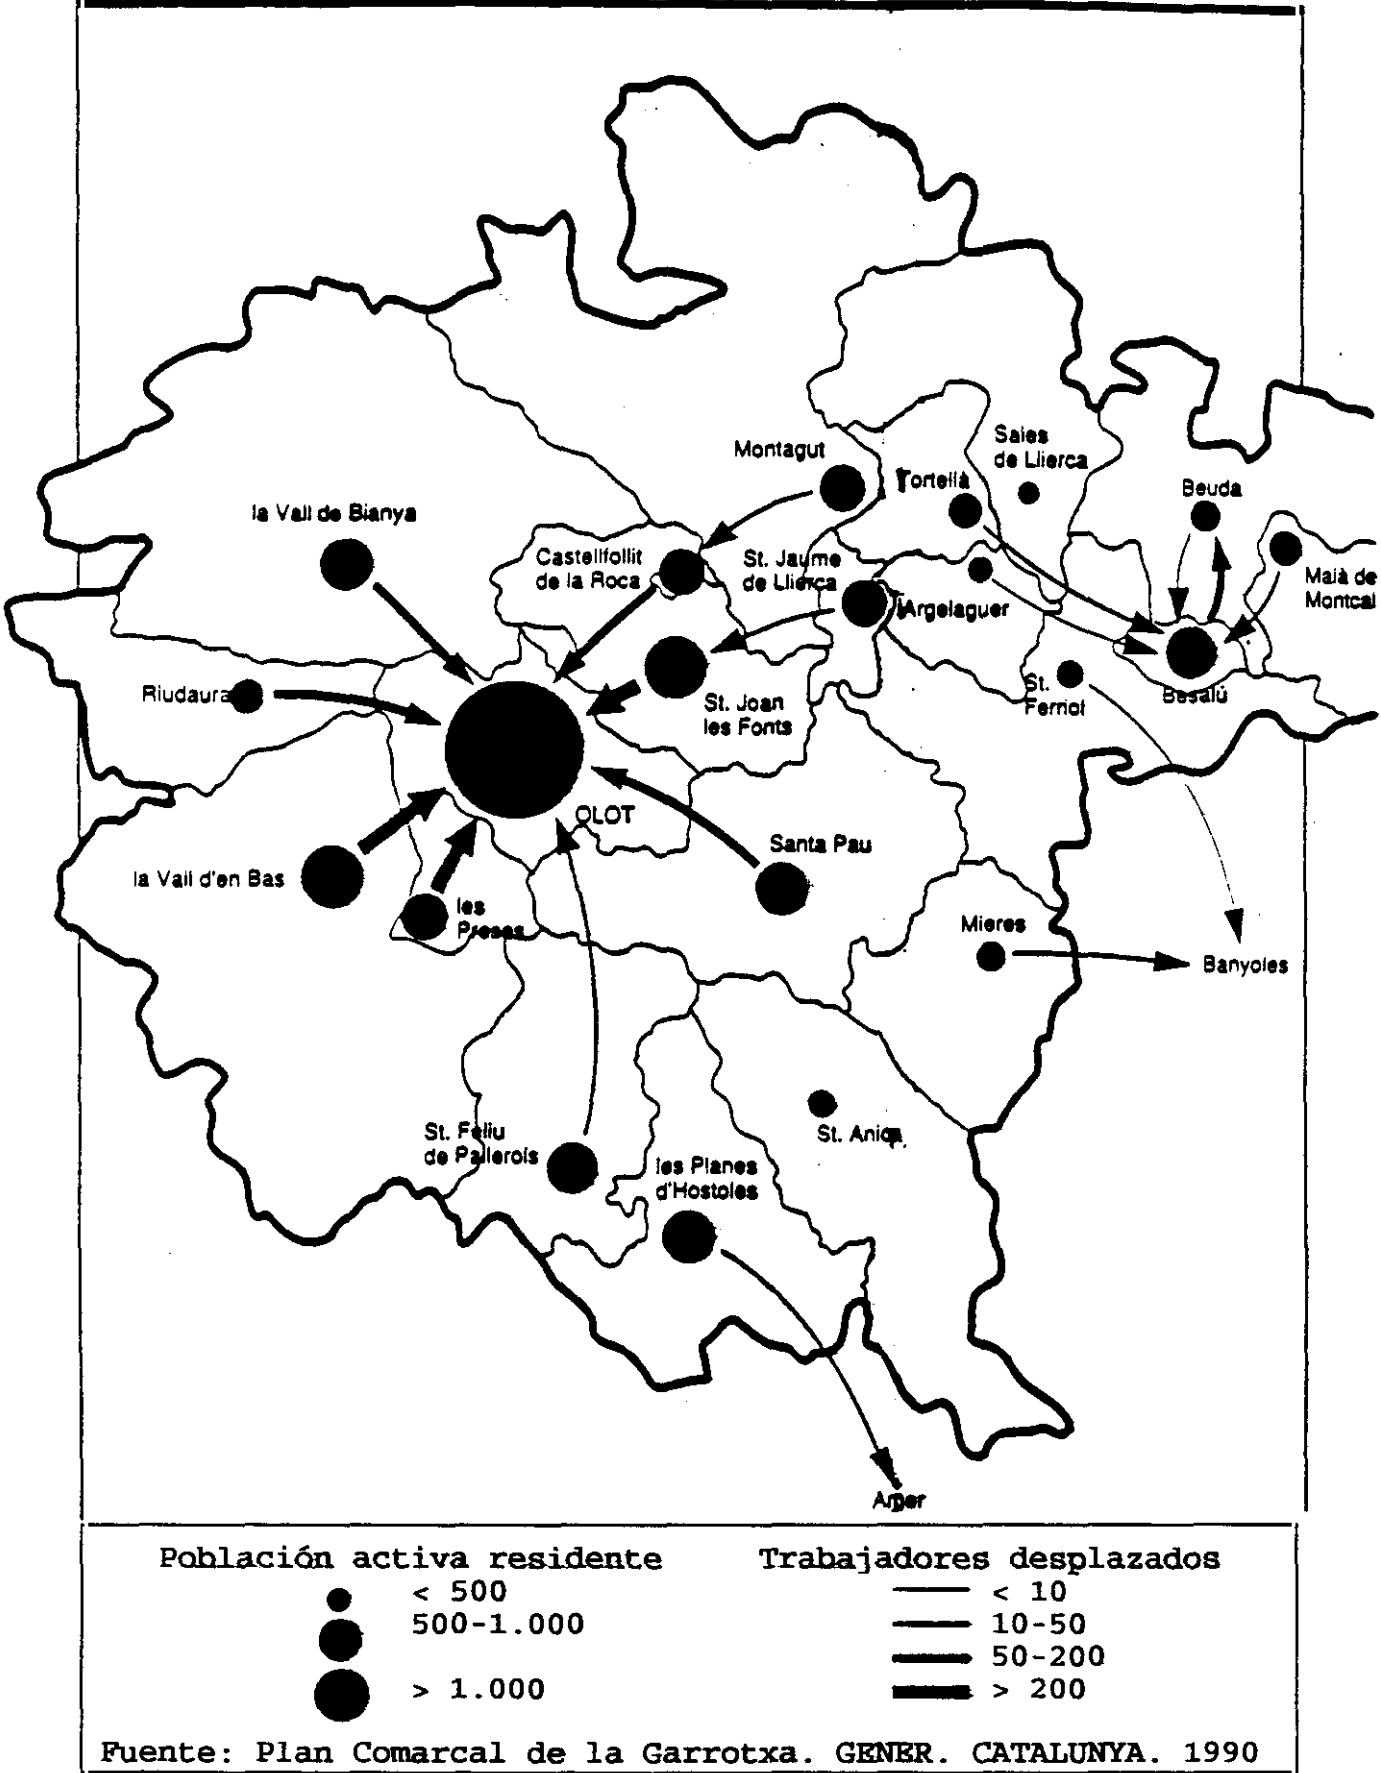 Montagut
Sales
de Llierca
Tortellà
Beuda
la Vall de Bianya
Castellfollit
de la Roca
St. Jaume
de Llierca
Maià de
Montcal
Argelaguer
Riudaura
St. Joan
les Fonts
St.
Ferriol
Besalú
OLOT
Santa Pau
la Vall d'en Bas
les
Preses
Mieres
Banyoles
St. Feliu
de Pallerols
St. Aniol
les Planes
d'Hostoles
Amer
Población activa residente
Trabajadores desplazados
< 500
< 10
500-1.000
10-50
50-200
> 1.000
> 200
Fuente: Plan Comarcal de la Garrotxa. GENER. CATALUNYA. 1990